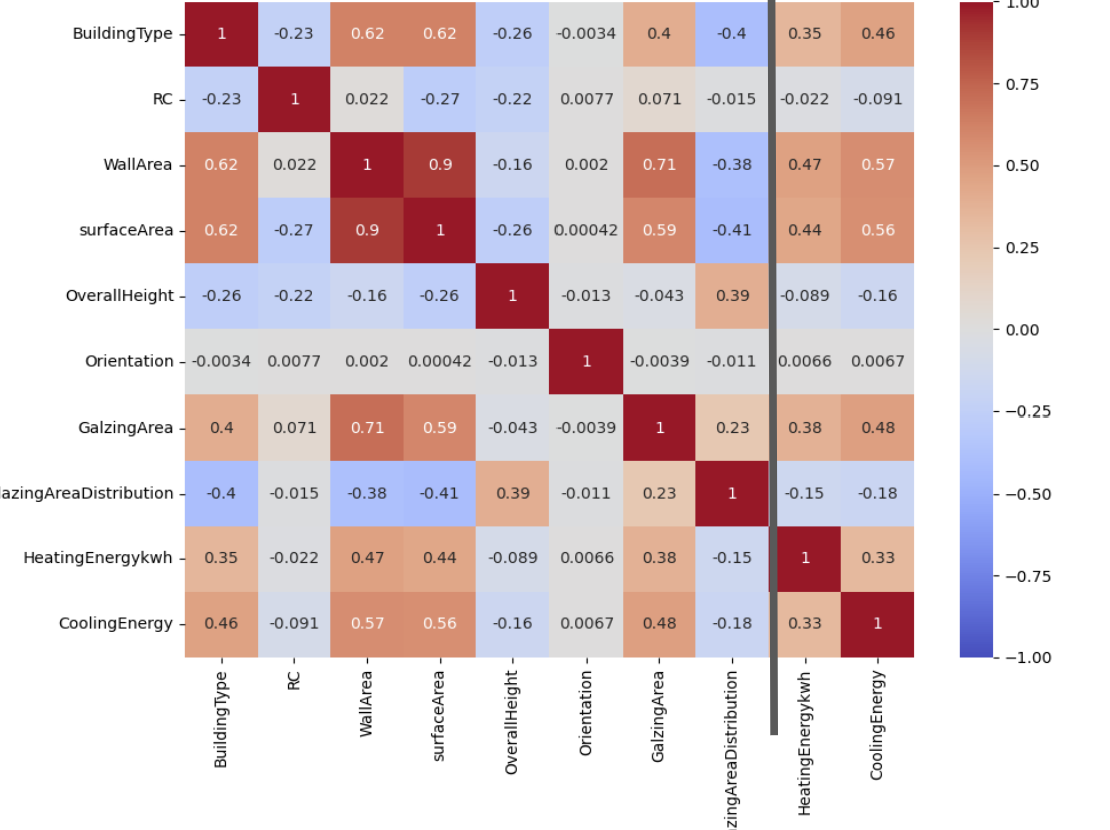 BuildingType 1 -0.23 0.62 0.62 -0.26 -0.0034 0.4 -0.4 0.35 0.46
RC -0.23 1 0.022 -0.27 -0.22 0.0077 0.071 -0.015 -0.022 -0.091
WallArea 0.62 0.022 1 0.9 -0.16 0.002 0.71 -0.38 0.47 0.57
surfaceArea 0.62 -0.27 0.9 1 -0.26 0.00042 0.59 -0.41 0.44 0.56
OverallHeight -0.26 -0.22 -0.16 -0.26 1 -0.013 -0.043 0.39 -0.089 -0.16
Orientation -0.0034 0.0077 0.002 0.00042 -0.013 1 -0.0039 -0.011 0.0066 0.0067
GalzingArea 0.4 0.071 0.71 0.59 -0.043 -0.0039 1 0.23 0.38 0.48
lazingAreaDistribution -0.4 -0.015 -0.38 -0.41 0.39 -0.011 0.23 1 -0.15 -0.18
HeatingEnergykwh 0.35 -0.022 0.47 0.44 -0.089 0.0066 0.38 -0.15 1 0.33
CoolingEnergy 0.46 -0.091 0.57 0.56 -0.16 0.0067 0.48 -0.18 0.33 1
BuildingType
RC
WallArea
surfaceArea
OverallHeight
Orientation
GalzingArea
zingAreaDistribution
HeatingEnergykwh
CoolingEnergy
1.00
0.75
0.50
0.25
0.00
−0.25
−0.50
−0.75
−1.00